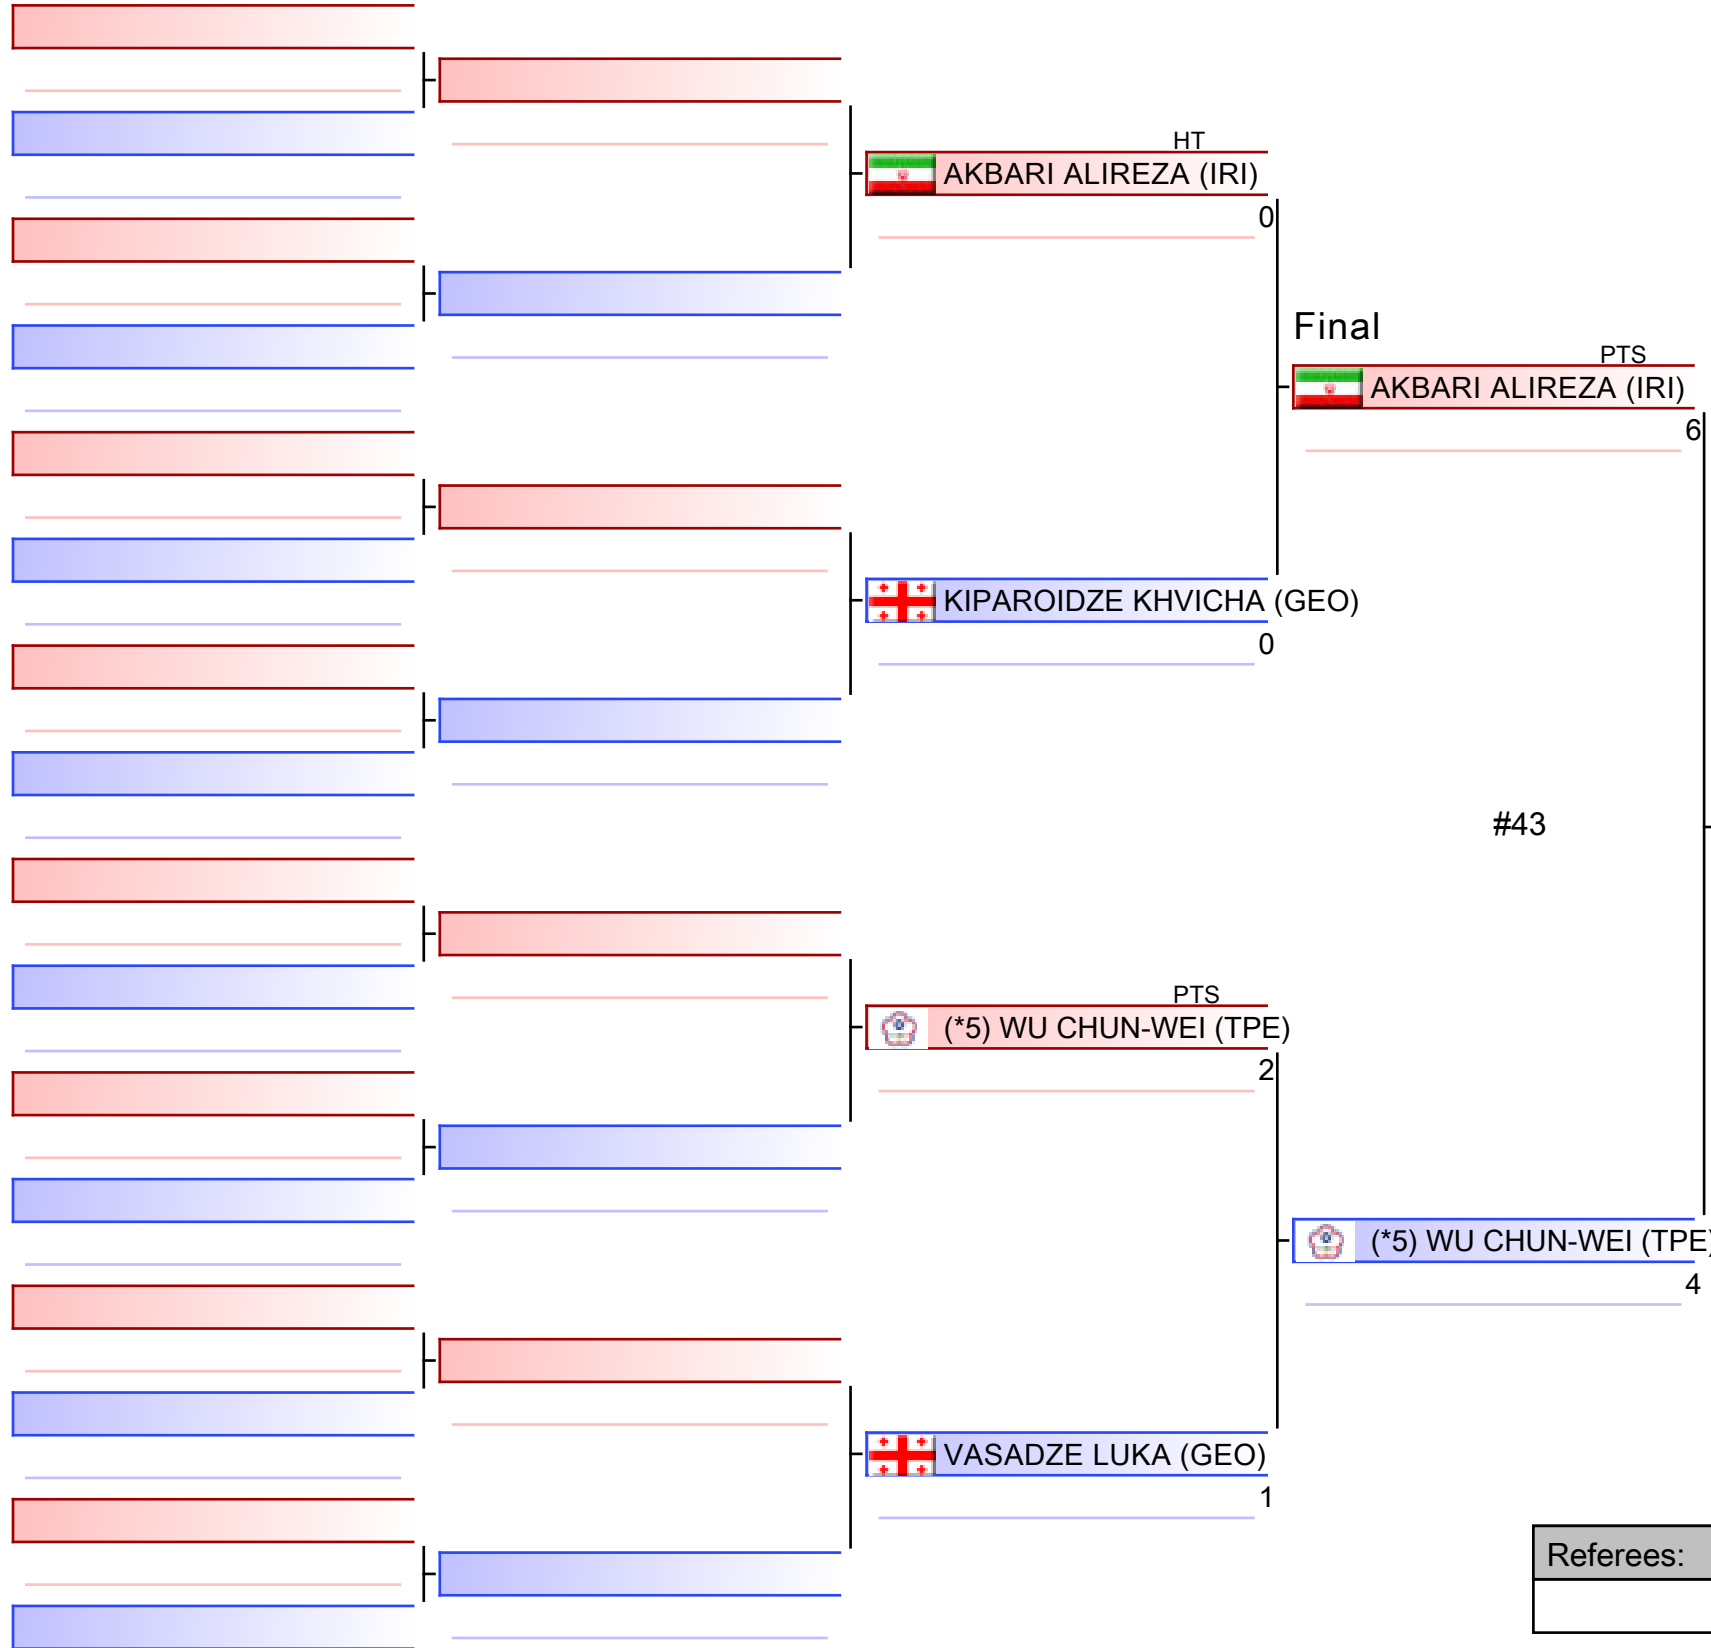 HT
AKBARI ALIREZA (IRI)
0
Final
PTS
AKBARI ALIREZA (IRI)
6
KIPAROIDZE KHVICHA (GEO)
0
#43
PTS
(*5) WU CHUN-WEI (TPE)
2
(*5) WU CHUN-WEI (TPE)
4
VASADZE LUKA (GEO)
1
Referees: